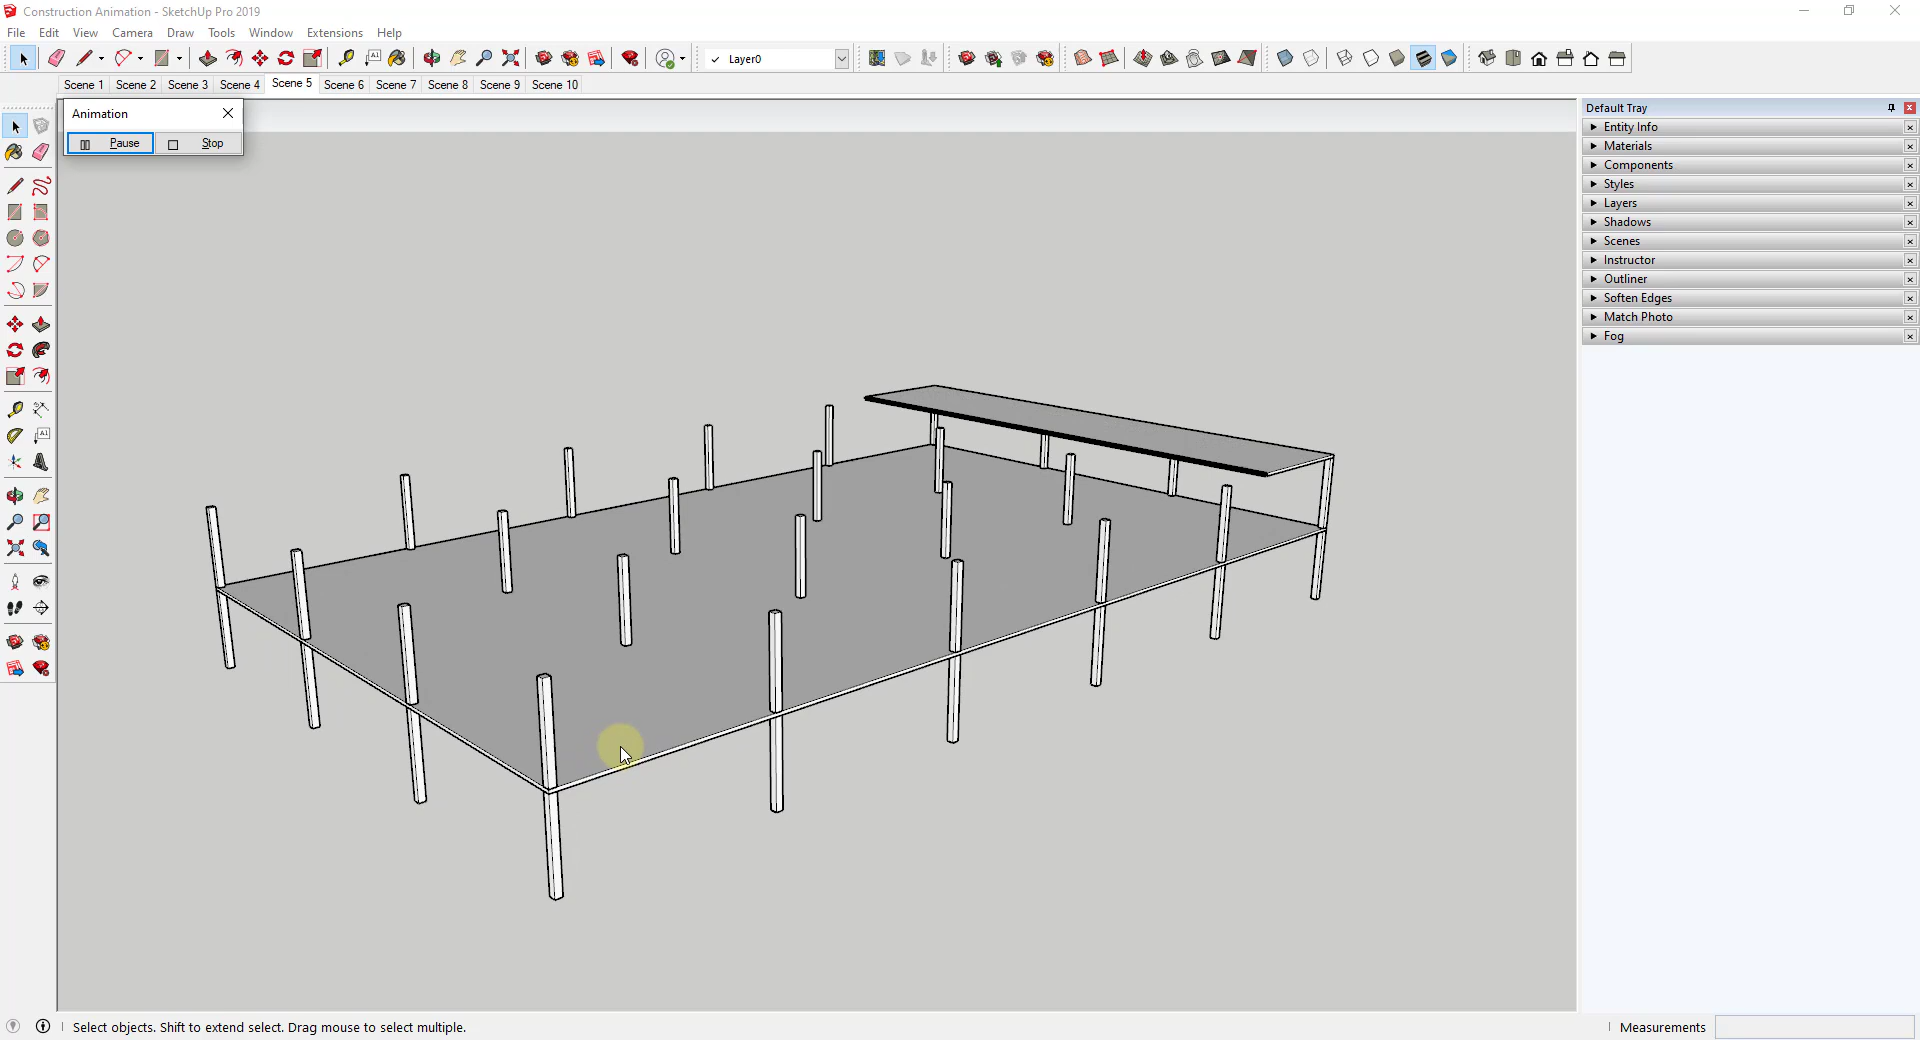 Construction Animation - SketchUp Pro 2019
File Edit View Camera Draw Tools Window Extensions Help
Layer0
Scene 1 Scene 2 Scene 3 Scene 4 Scene 5 Scene 6 Scene 7 Scene 8 Scene 9 Scene 10
Animation
Pause Stop
Default Tray
Entity Info
Materials
Components
Styles
Layers
Shadows
Scenes
Instructor
Outliner
Soften Edges
Match Photo
Fog
Select objects. Shift to extend select. Drag mouse to select multiple.
Measurements